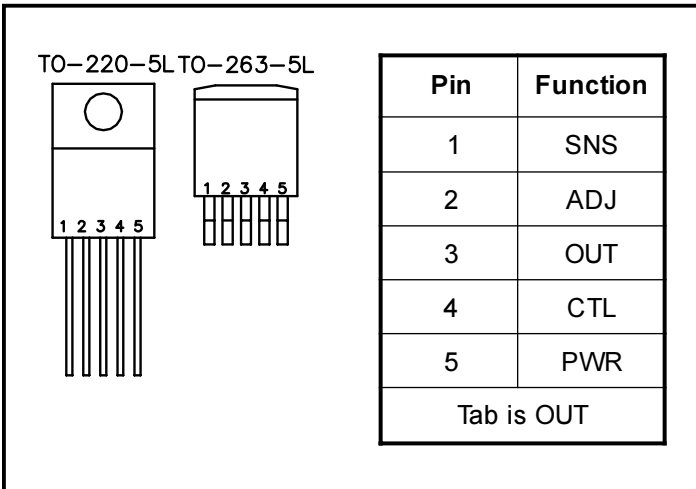 TO-220-5L TO-263-5L
1 2 3 4 5
1 2 3 4 5
Pin Function
1 SNS
2 ADJ
3 OUT
4 CTL
5 PWR
Tab is OUT